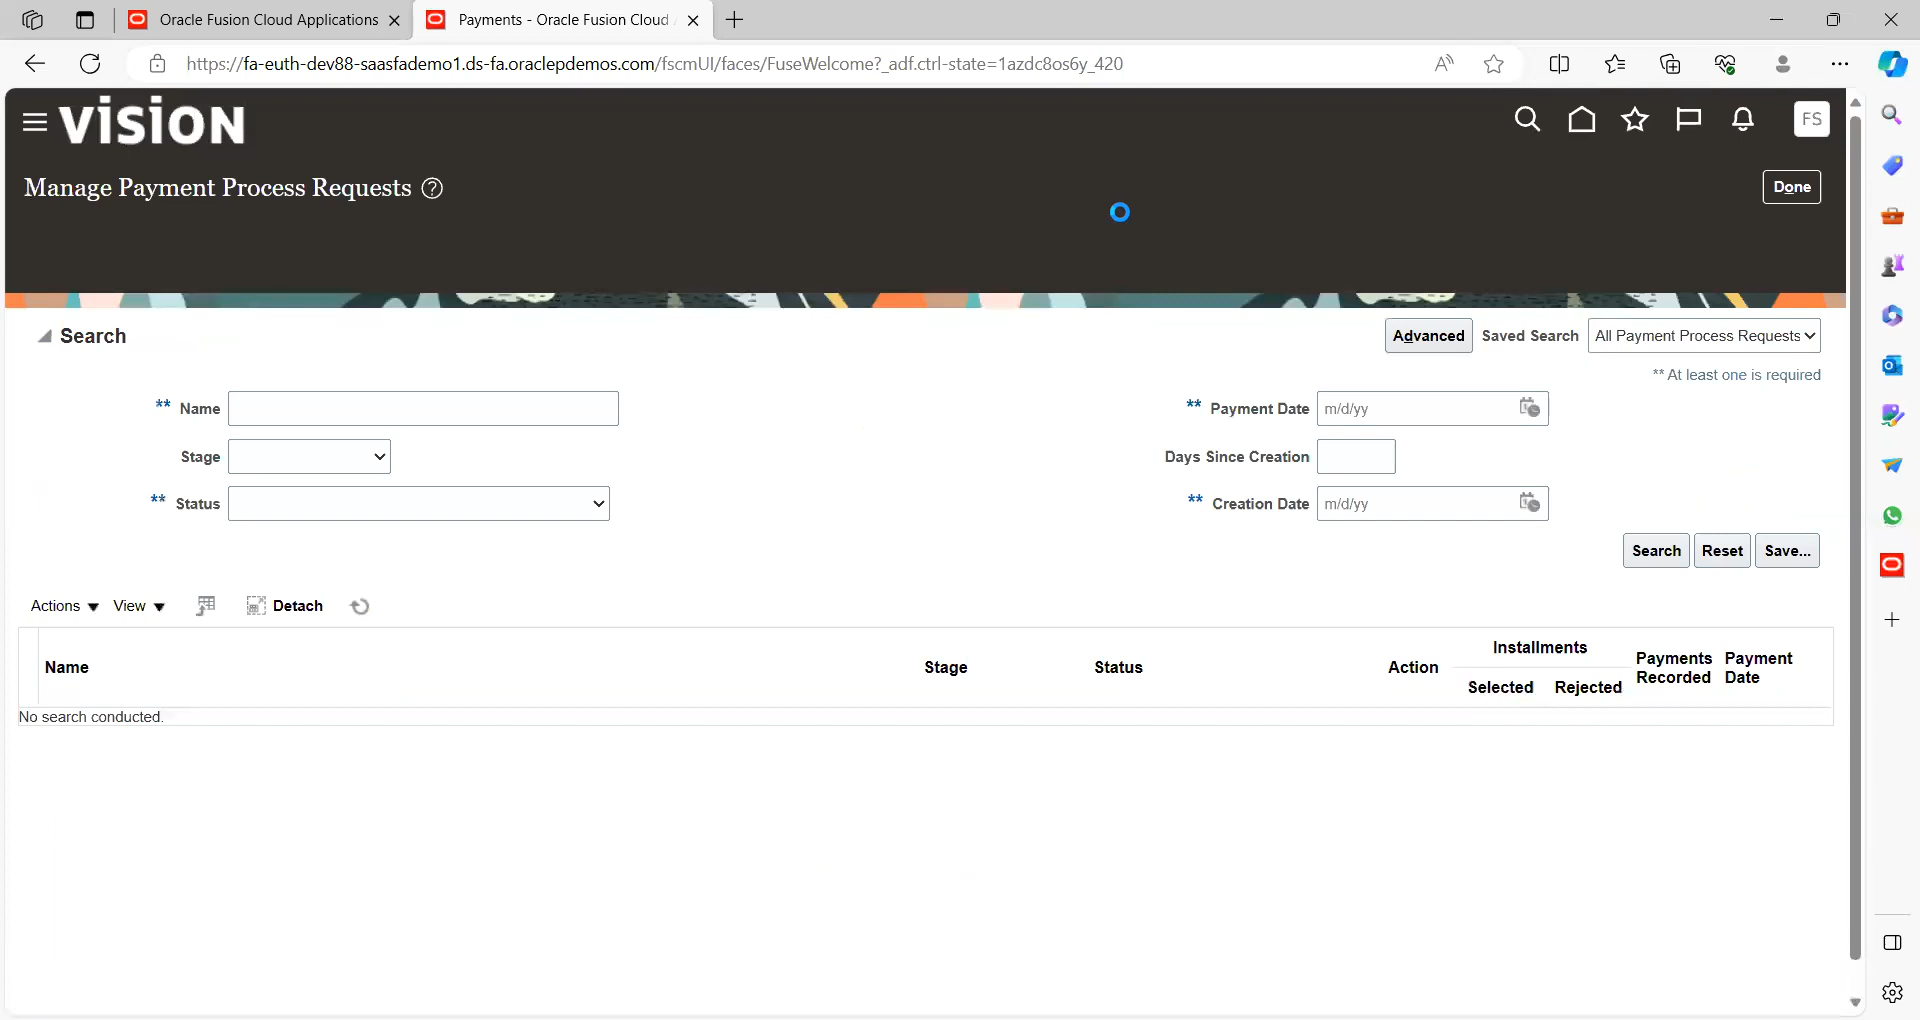 Oracle Fusion Cloud Applications
Payments - Oracle Fusion Cloud
https://fa-euth-dev88-saasfademo1.ds-fa.oraclepdemos.com/fscmUI/faces/FuseWelcome?_adf.ctrl-state=1azdc8os6y_420
VISION
FS
Manage Payment Process Requests ?
Done
Search
Advanced Saved Search All Payment Process Requests
** At least one is required
** Name
** Payment Date m/d/yy
Stage
Days Since Creation
** Status
** Creation Date m/d/yy
Search Reset Save...
Actions View Detach
Name Stage Status Action Installments Selected Rejected Payments Recorded Payment Date
No search conducted.